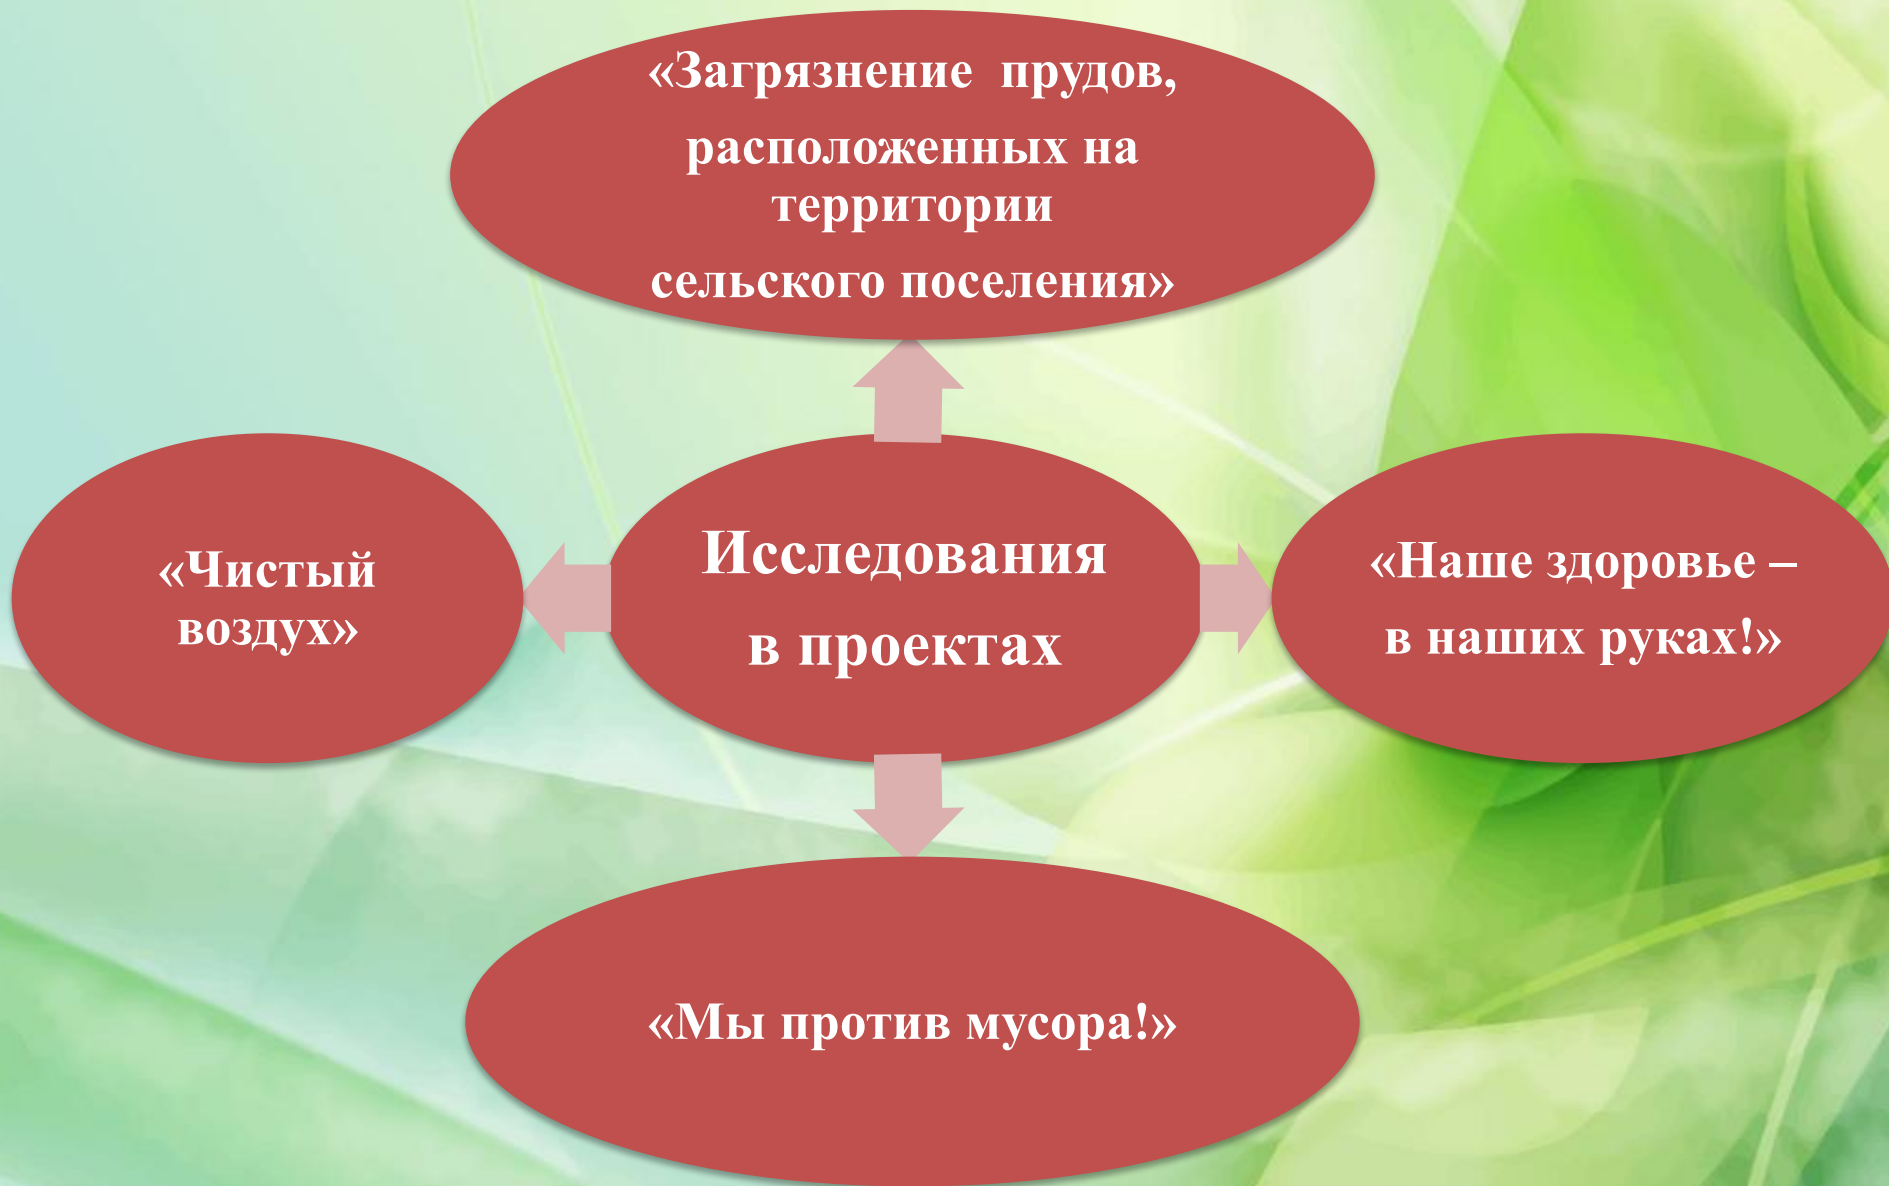 «Загрязнение прудов,
расположенных на
территории
сельского поселения»
«Чистый
воздух»
Исследования
в проектах
«Наше здоровье –
в наших руках!»
«Мы против мусора!»